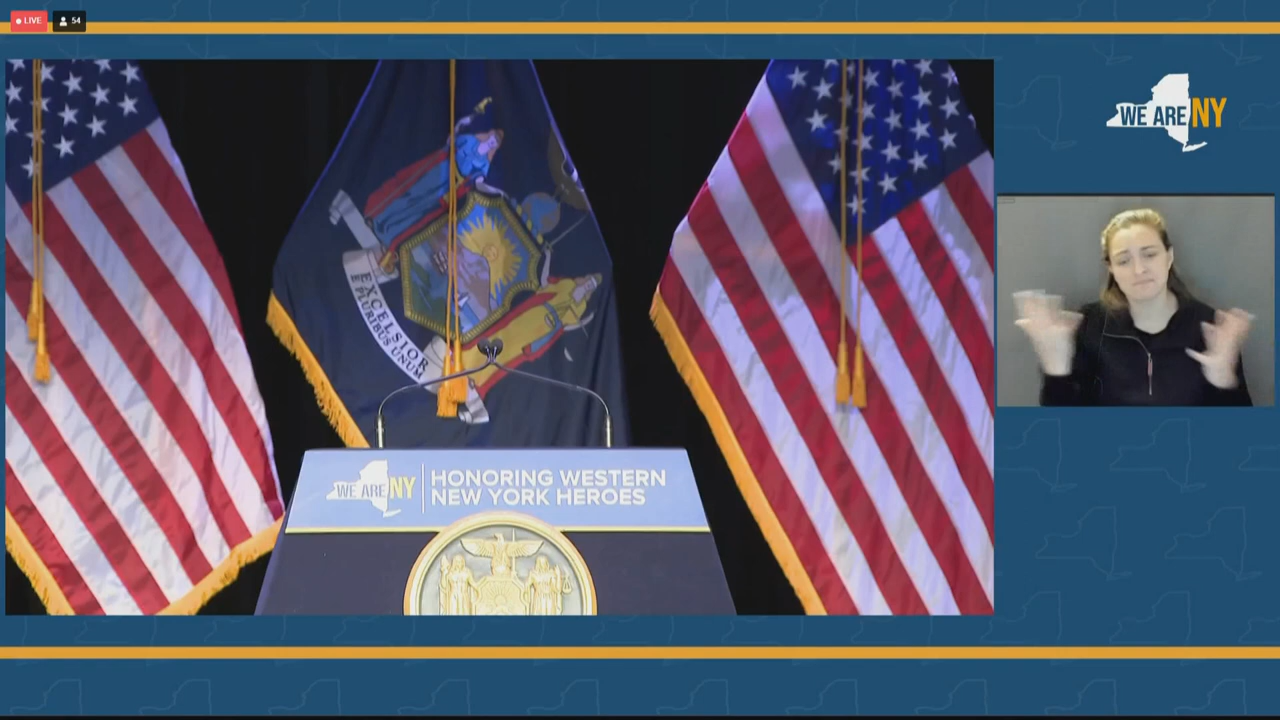 LIVE 54
WE ARE NY
EXCELSIOR
E PLURIBUS UNUM
WE ARE NY
HONORING WESTERN
NEW YORK HEROES